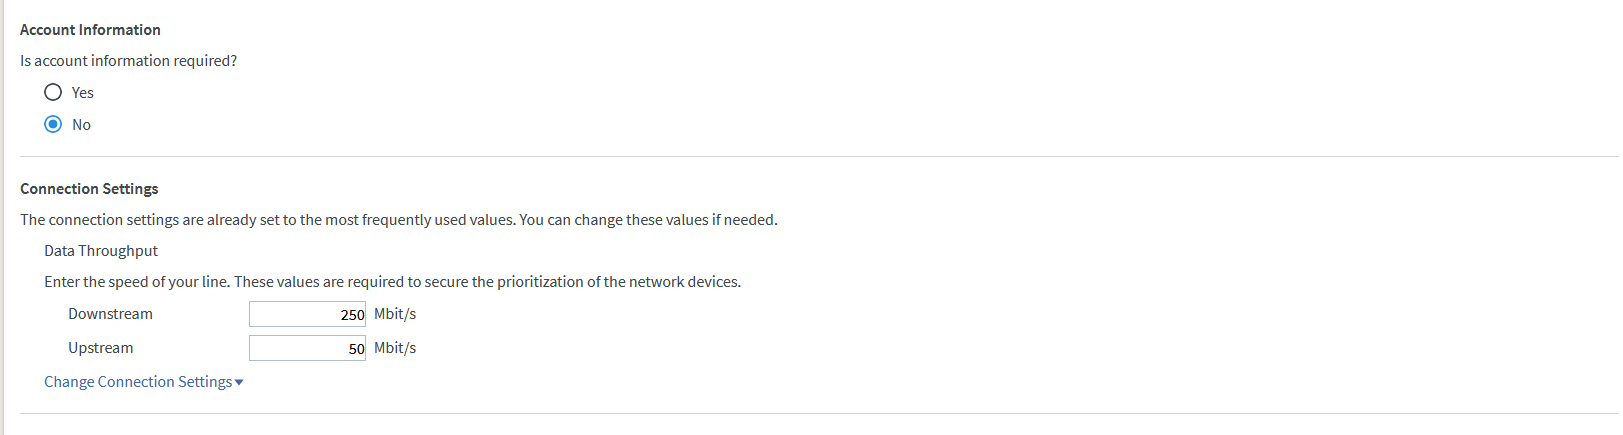 Account Information
Is account information required?
Yes
No
Connection Settings
The connection settings are already set to the most frequently used values. You can change these values if needed.
Data Throughput
Enter the speed of your line. These values are required to secure the prioritization of the network devices.
Downstream 250 Mbit/s
Upstream 50 Mbit/s
Change Connection Settings